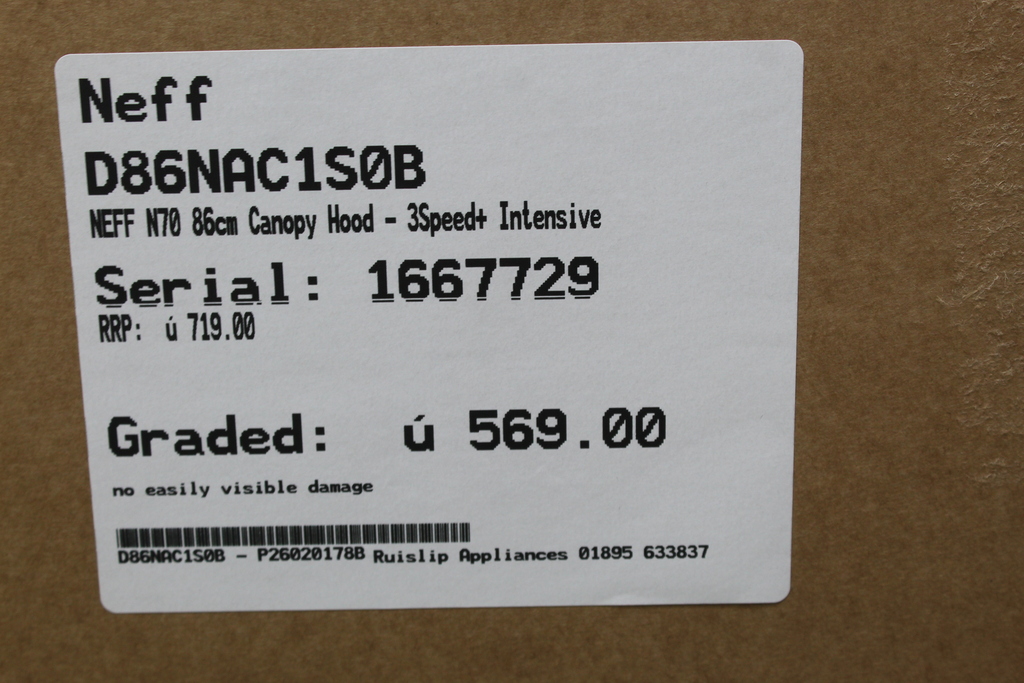 Neff
D86NAC1S0B
NEFF N70 86cm Canopy Hood - 3Speed+ Intensive
Serial: 1667729
RRP: ú 719.00
Graded: ú 569.00
no easily visible damage
D86NAC1S0B - P26020178B Ruislip Appliances 01895 633837